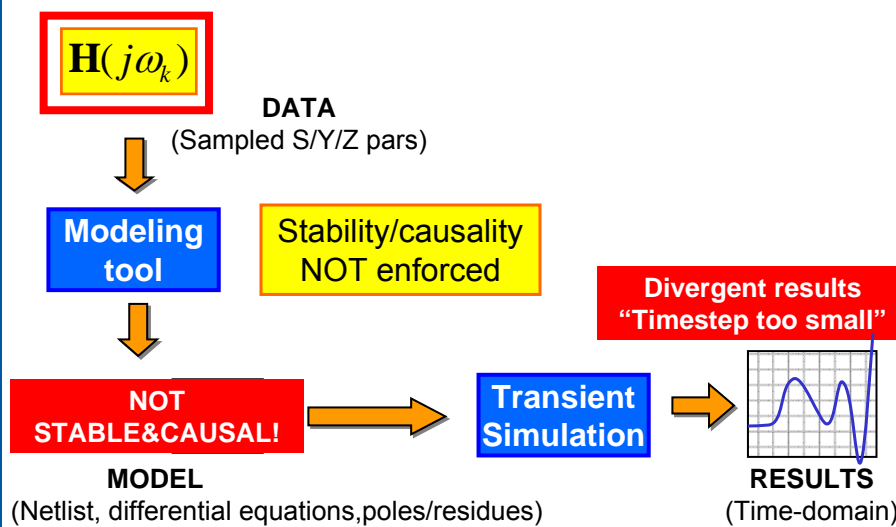 H(jωₖ)
DATA
(Sampled S/Y/Z pars)
Modeling
tool
Stability/causality
NOT enforced
Divergent results
“Timestep too small”
NOT
STABLE&CAUSAL!
Transient
Simulation
MODEL
(Netlist, differential equations,poles/residues)
RESULTS
(Time-domain)